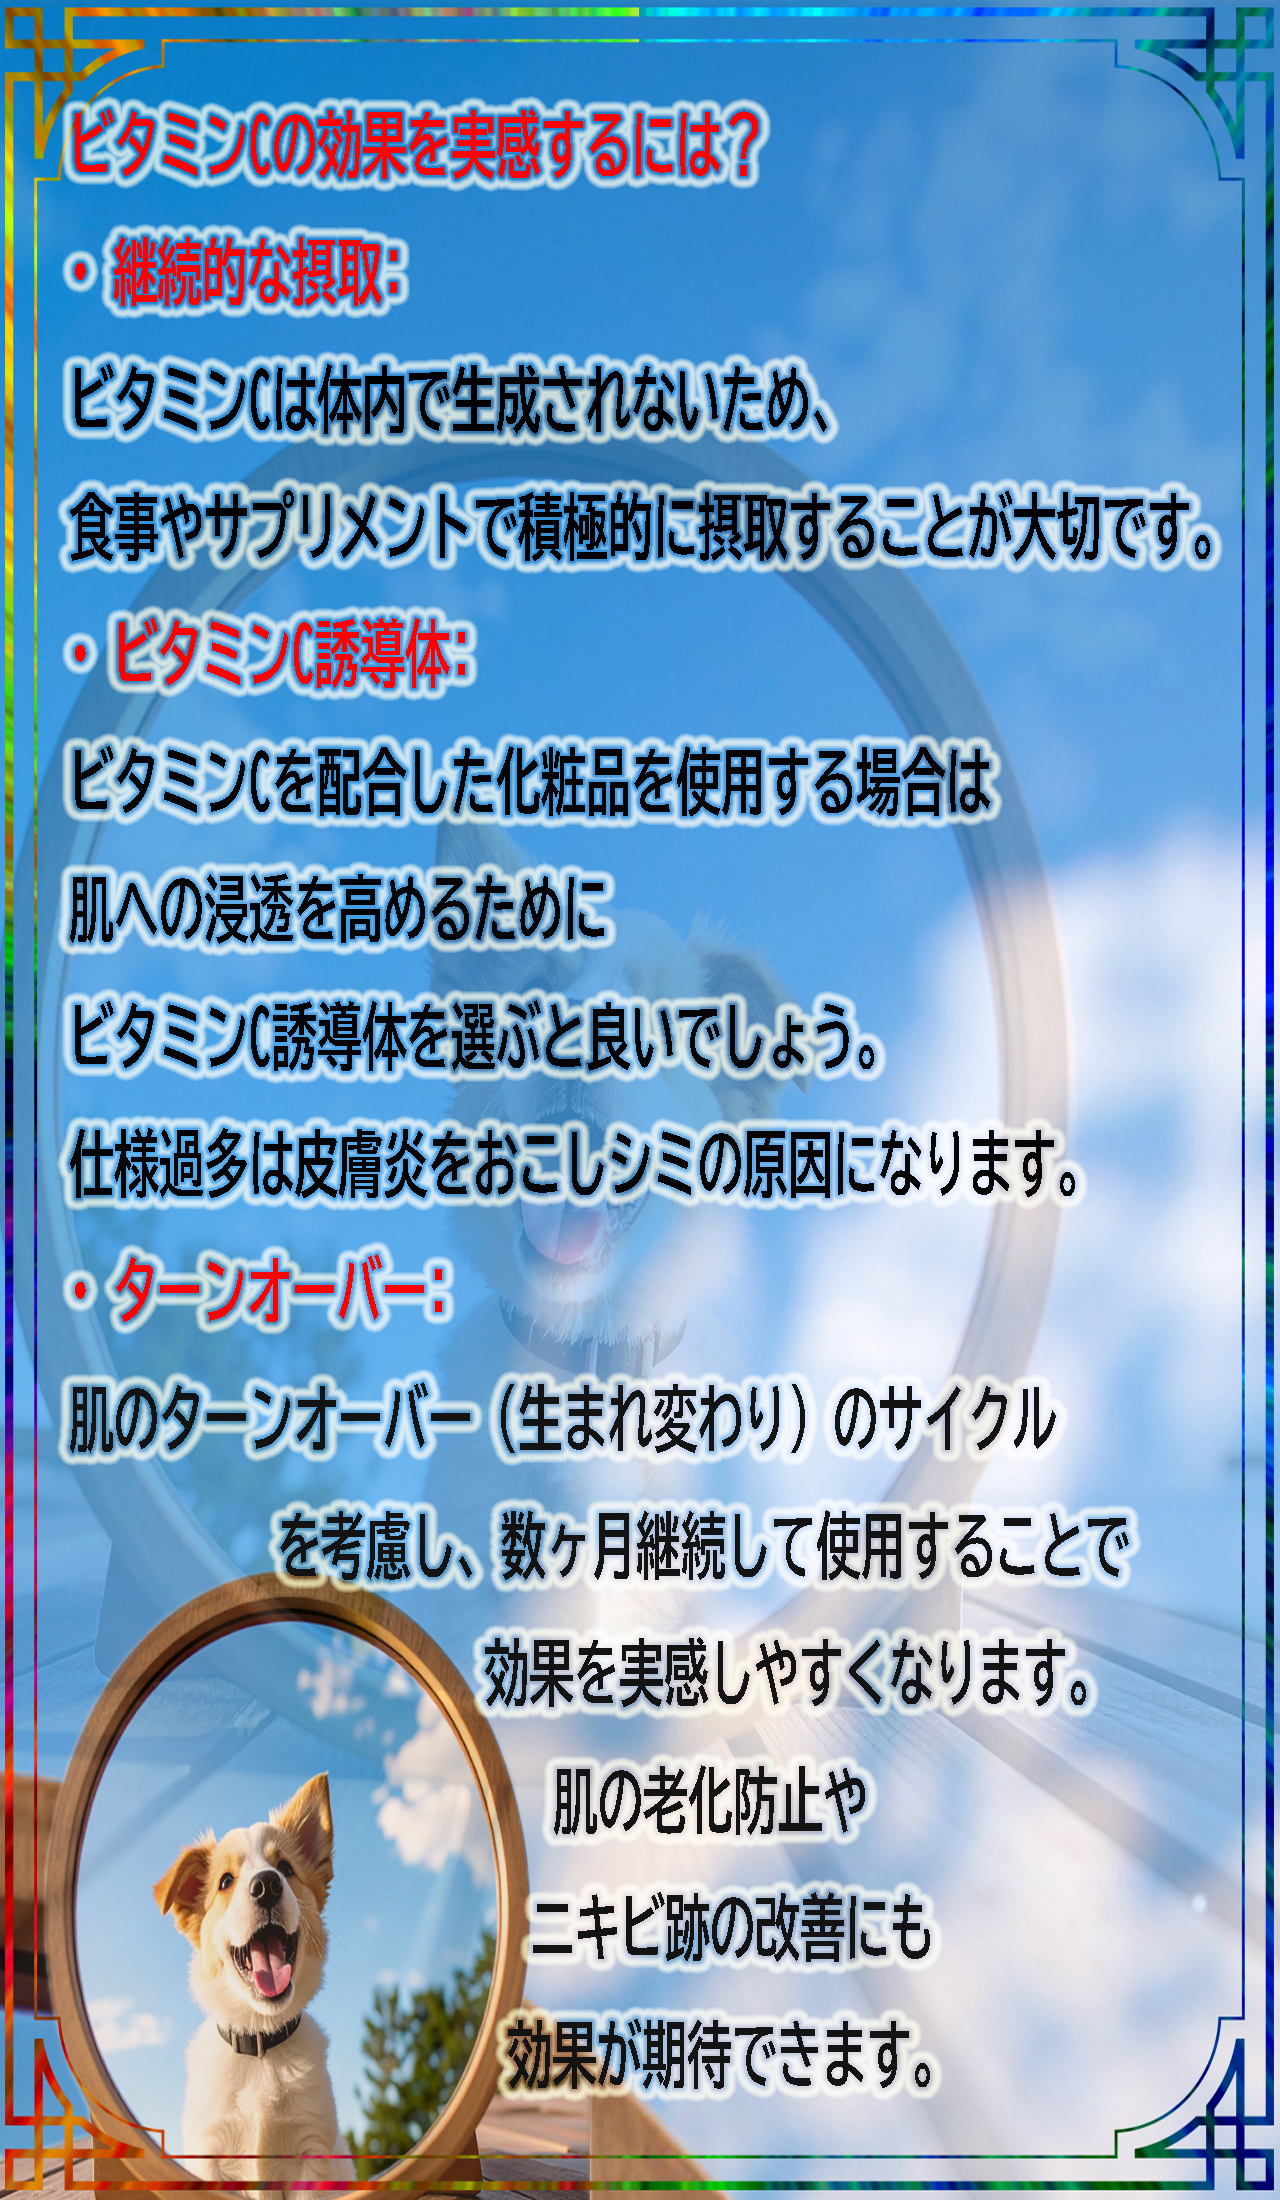 ビタミンCの効果を実感するには？
・継続的な摂取：
ビタミンCは体内で生成されないため、
食事やサプリメントで積極的に摂取することが大切です。
・ビタミンC誘導体：
ビタミンCを配合した化粧品を使用する場合は
肌への浸透を高めるために
ビタミンC誘導体を選ぶと良いでしょう。
仕様過多は皮膚炎をおこしシミの原因になります。
・ターンオーバー：
肌のターンオーバー（生まれ変わり）のサイクル
を考慮し、数ヶ月継続して使用することで
効果を実感しやすくなります。
肌の老化防止や
ニキビ跡の改善にも
効果が期待できます。